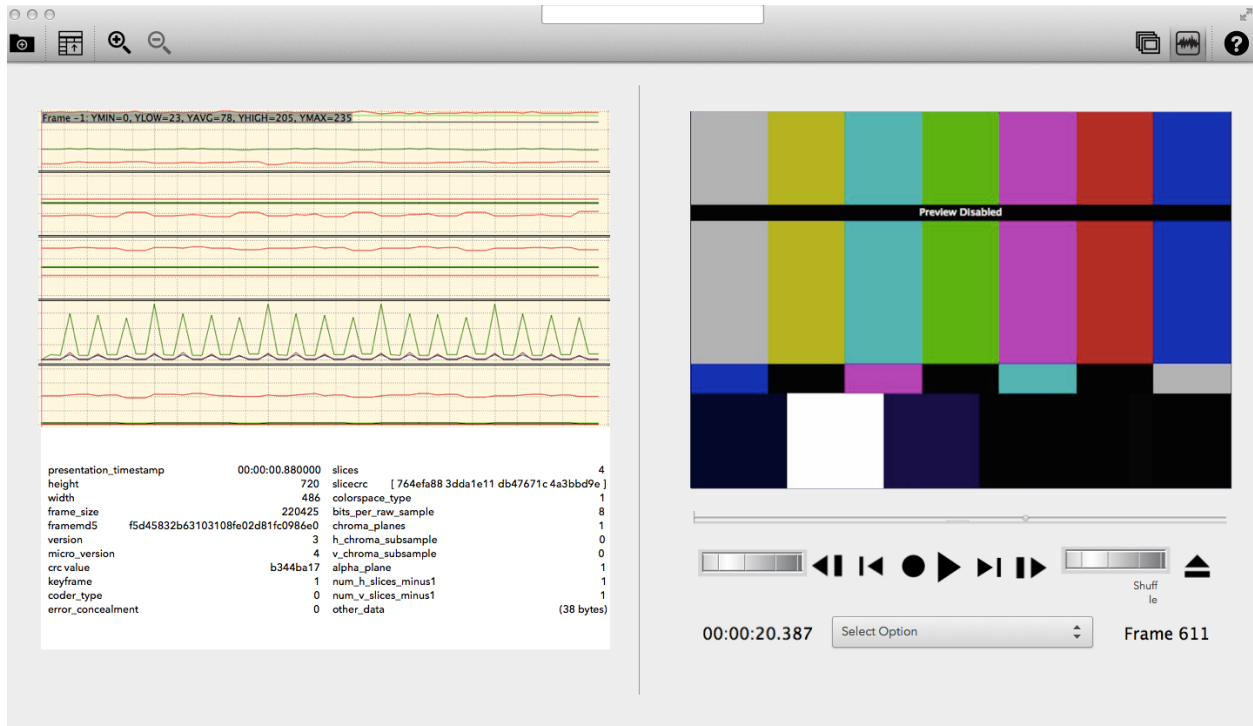 Frame -1: YMIN=0, YLOW=23, YAVG=78, YHIGH=205, YMAX=235
Preview Disabled
presentation_timestamp 00:00:00.880000 slices 4
height 720 slicecrc [ 764efa88 3dda1e11 db47671c 4a3bbd9e ]
width 486 colorspace_type 1
frame_size 220425 bits_per_raw_sample 8
framemd5 f5d45832b63103108fe02d81fc0986e0 chroma_planes 1
version 3 h_chroma_subsample 0
micro_version 4 v_chroma_subsample 0
crc value b344ba17 alpha_plane 1
keyframe 1 num_h_slices_minus1 1
coder_type 0 num_v_slices_minus1 1
error_concealment 0 other_data (38 bytes)
Shuff
le
00:00:20.387 Select Option Frame 611